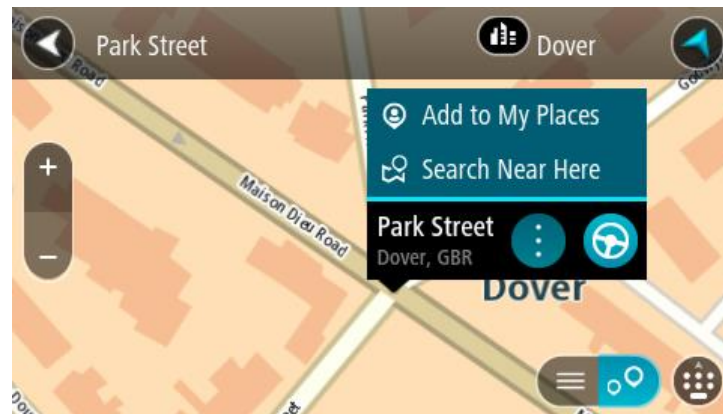 Park Street
Dover
Road
Add to My Places
Search Near Here
Maison Dieu Road
Park Street
Dover, GBR
Dover